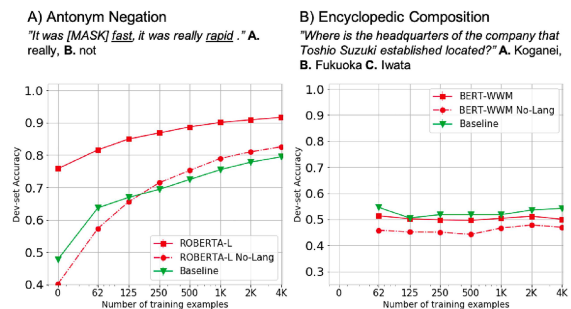 A) Antonym Negation
"It was [MASK] fast, it was really rapid ." A.
really, B. not
B) Encyclopedic Composition
"Where is the headquarters of the company that
Toshio Suzuki established located?" A. Koganei,
B. Fukuoka C. Iwata
Dev-set Accuracy
1.0
0.9
0.8
0.7
0.6
0.5
0.4
ROBERTA-L
ROBERTA-L No-Lang
Baseline
0 62 125 250 500 1K 2K 4K
Number of training examples
Dev-set Accuracy
1.0
0.9
0.8
0.7
0.6
0.5
0.4
0.3
BERT-WWM
BERT-WWM No-Lang
Baseline
0 62 125 250 500 1K 2K 4K
Number of training examples